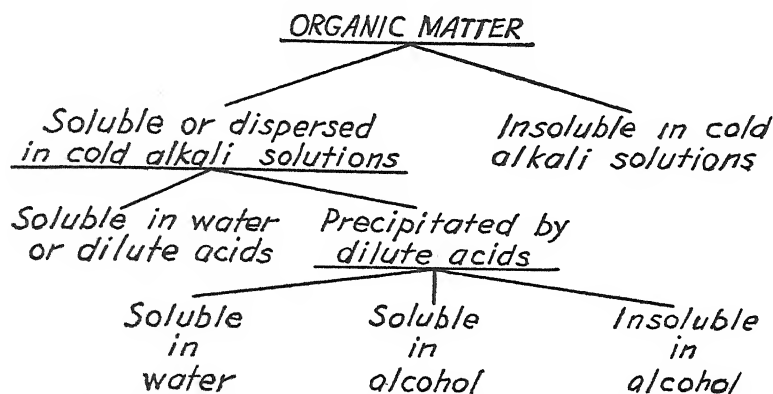 ORGANIC MATTER
Soluble or dispersed
in cold alkali solutions
Insoluble in cold
alkali solutions
Soluble in water
or dilute acids
Precipitated by
dilute acids
Soluble
in
water
Soluble
in
alcohol
Insoluble
in
alcohol